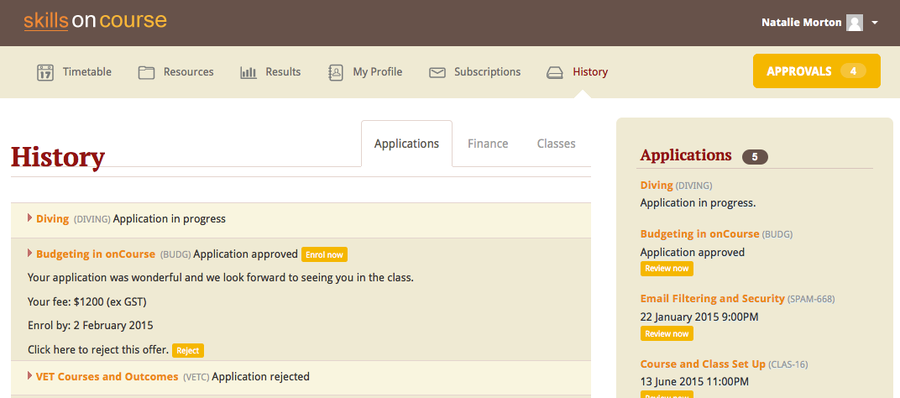 skills on course
Natalie Morton
17 Timetable Resources Results My Profile Subscriptions History APPROVALS 4
History
Applications Finance Classes
Diving (DIVING) Application in progress
Budgeting in onCourse (BUDG) Application approved Enrol now
Your application was wonderful and we look forward to seeing you in the class.
Your fee: $1200 (ex GST)
Enrol by: 2 February 2015
Click here to reject this offer. Reject
VET Courses and Outcomes (VETC) Application rejected
Applications 5
Diving (DIVING)
Application in progress.
Budgeting in onCourse (BUDG)
Application approved
Review now
Email Filtering and Security (SPAM-668)
22 January 2015 9:00PM
Review now
Course and Class Set Up (CLAS-16)
13 June 2015 11:00PM
Review now